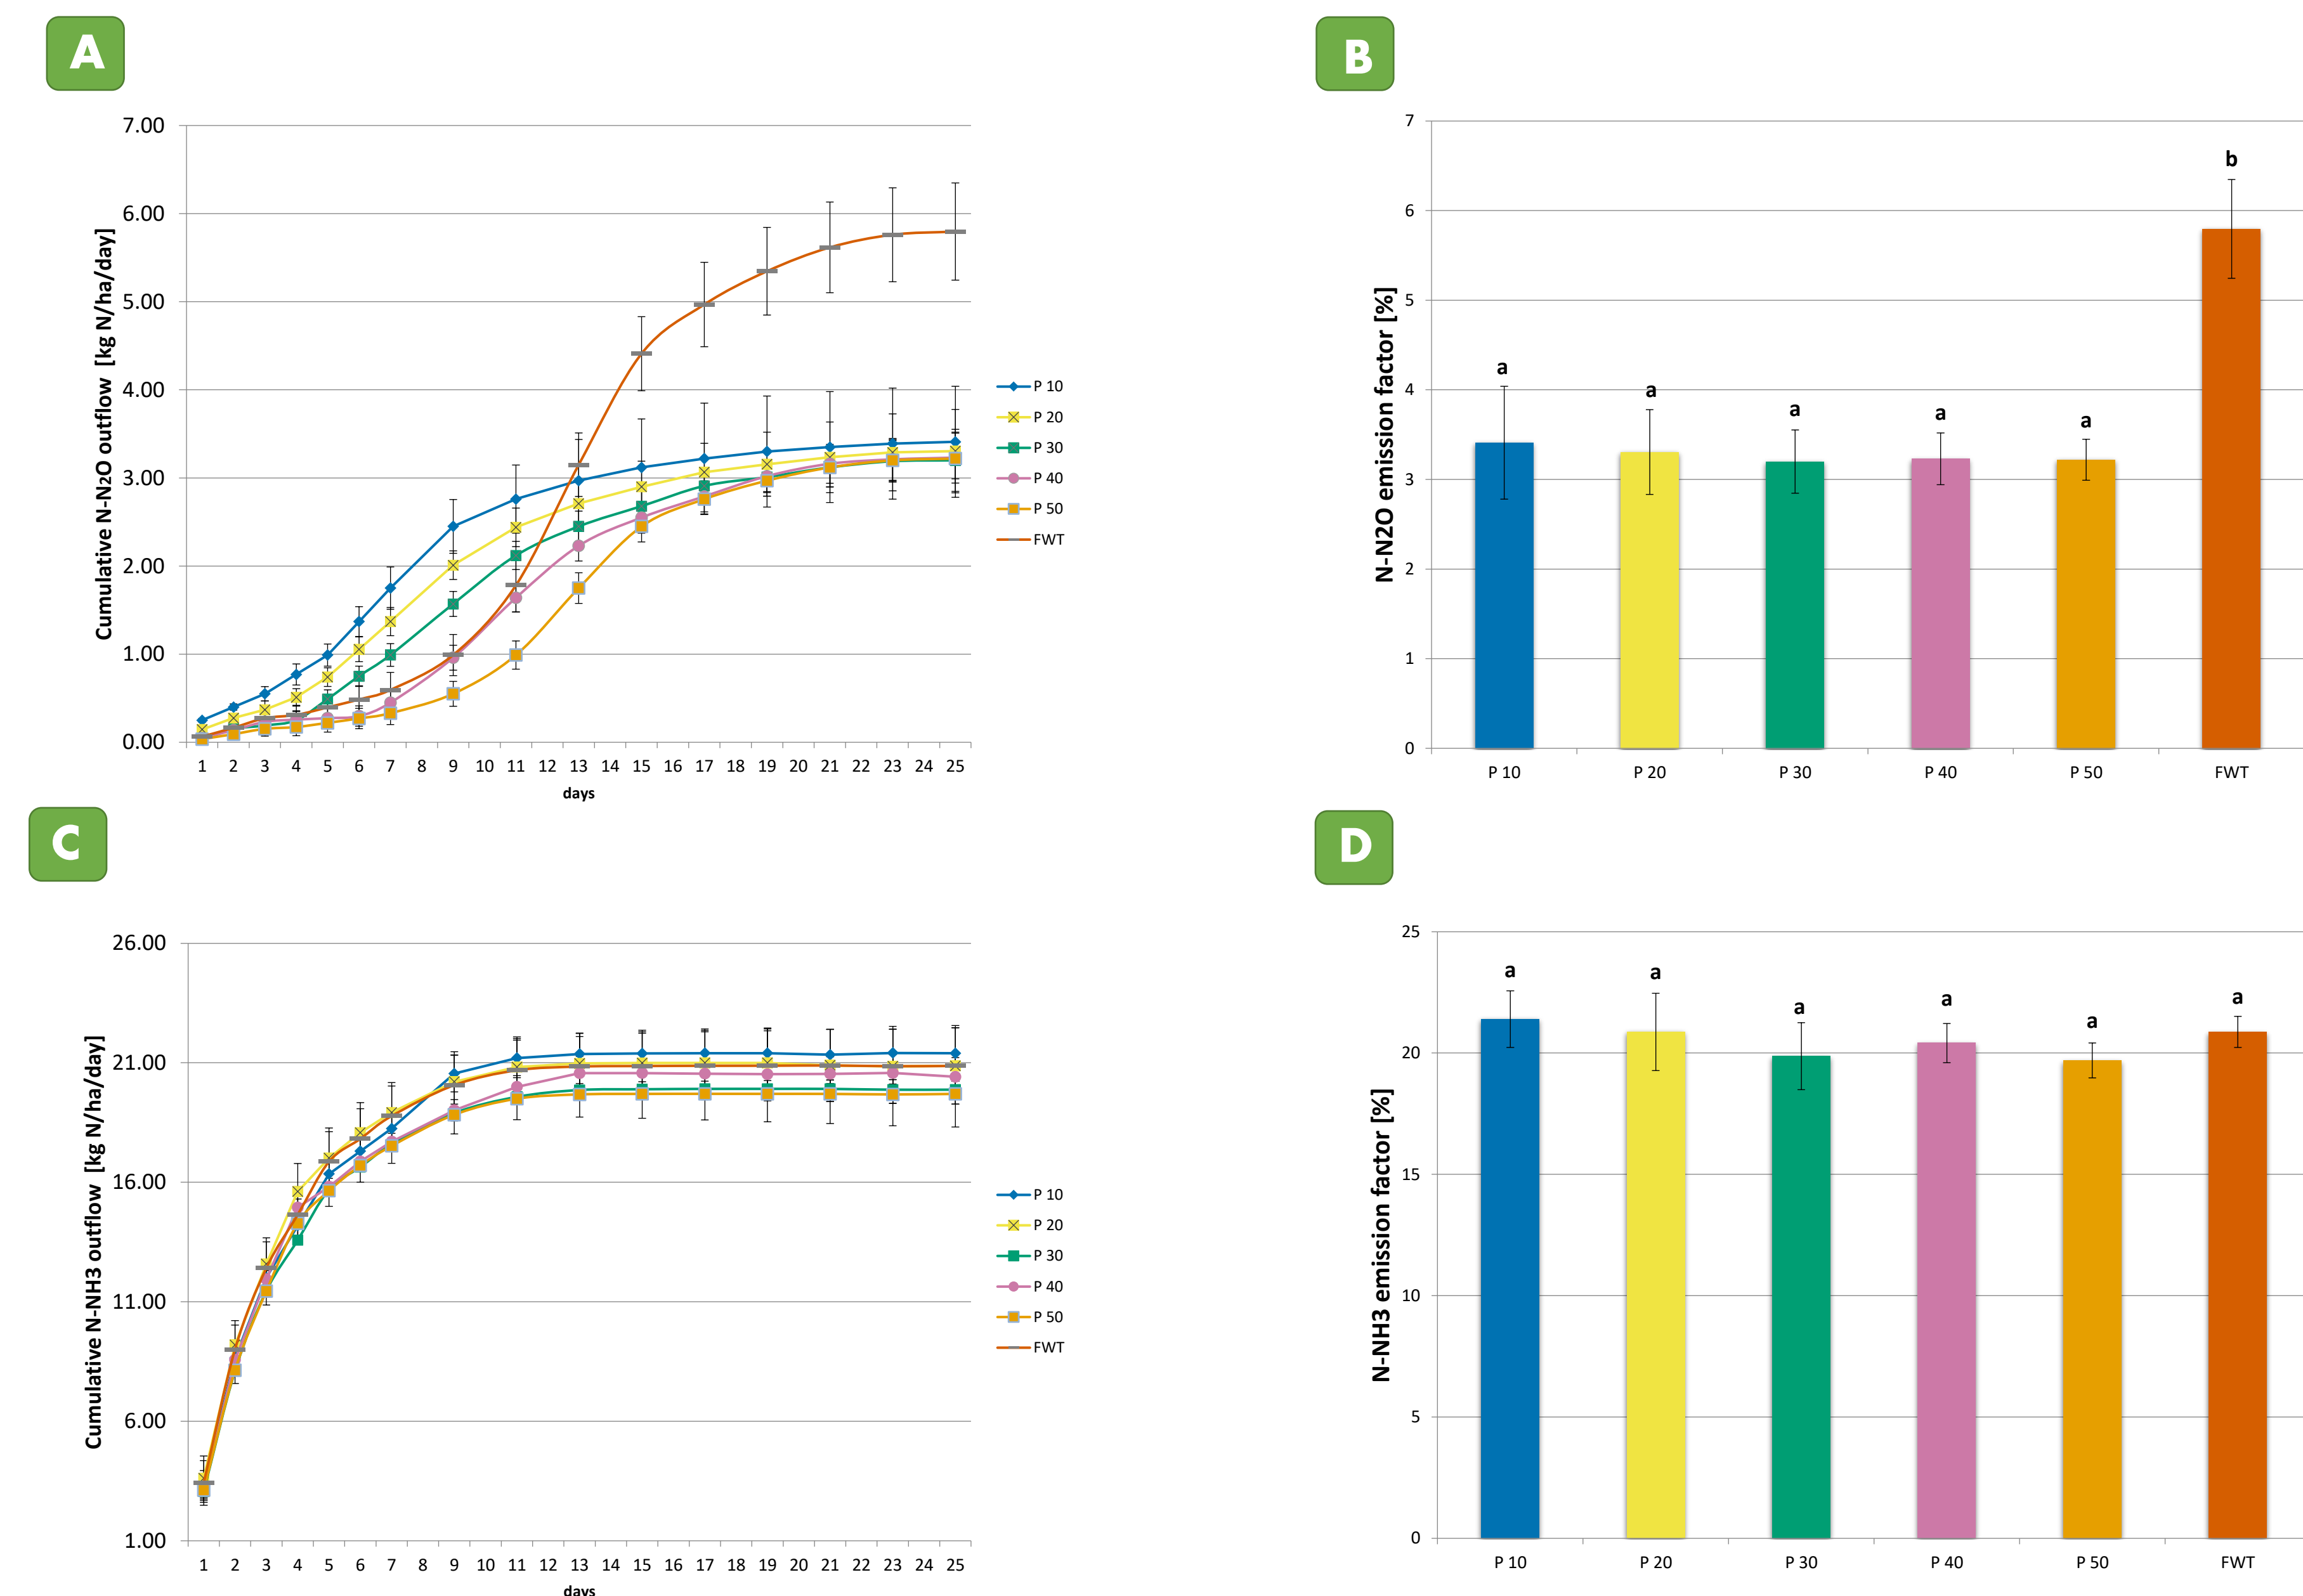 A
7.00
6.00
5.00
4.00
3.00
2.00
1.00
0.00
Cumulative N-N2O outflow [kg N/ha/day]
1 2 3 4 5 6 7 8 9 10 11 12 13 14 15 16 17 18 19 20 21 22 23 24 25
days
P 10
P 20
P 30
P 40
P 50
FWT
B
7
6
5
4
3
2
1
0
N-N2O emission factor [%]
a a a a a b
P 10 P 20 P 30 P 40 P 50 FWT
C
26.00
21.00
16.00
11.00
6.00
1.00
Cumulative N-NH3 outflow [kg N/ha/day]
1 2 3 4 5 6 7 8 9 10 11 12 13 14 15 16 17 18 19 20 21 22 23 24 25
days
P 10
P 20
P 30
P 40
P 50
FWT
D
25
20
15
10
5
0
N-NH3 emission factor [%]
a a a a a a
P 10 P 20 P 30 P 40 P 50 FWT